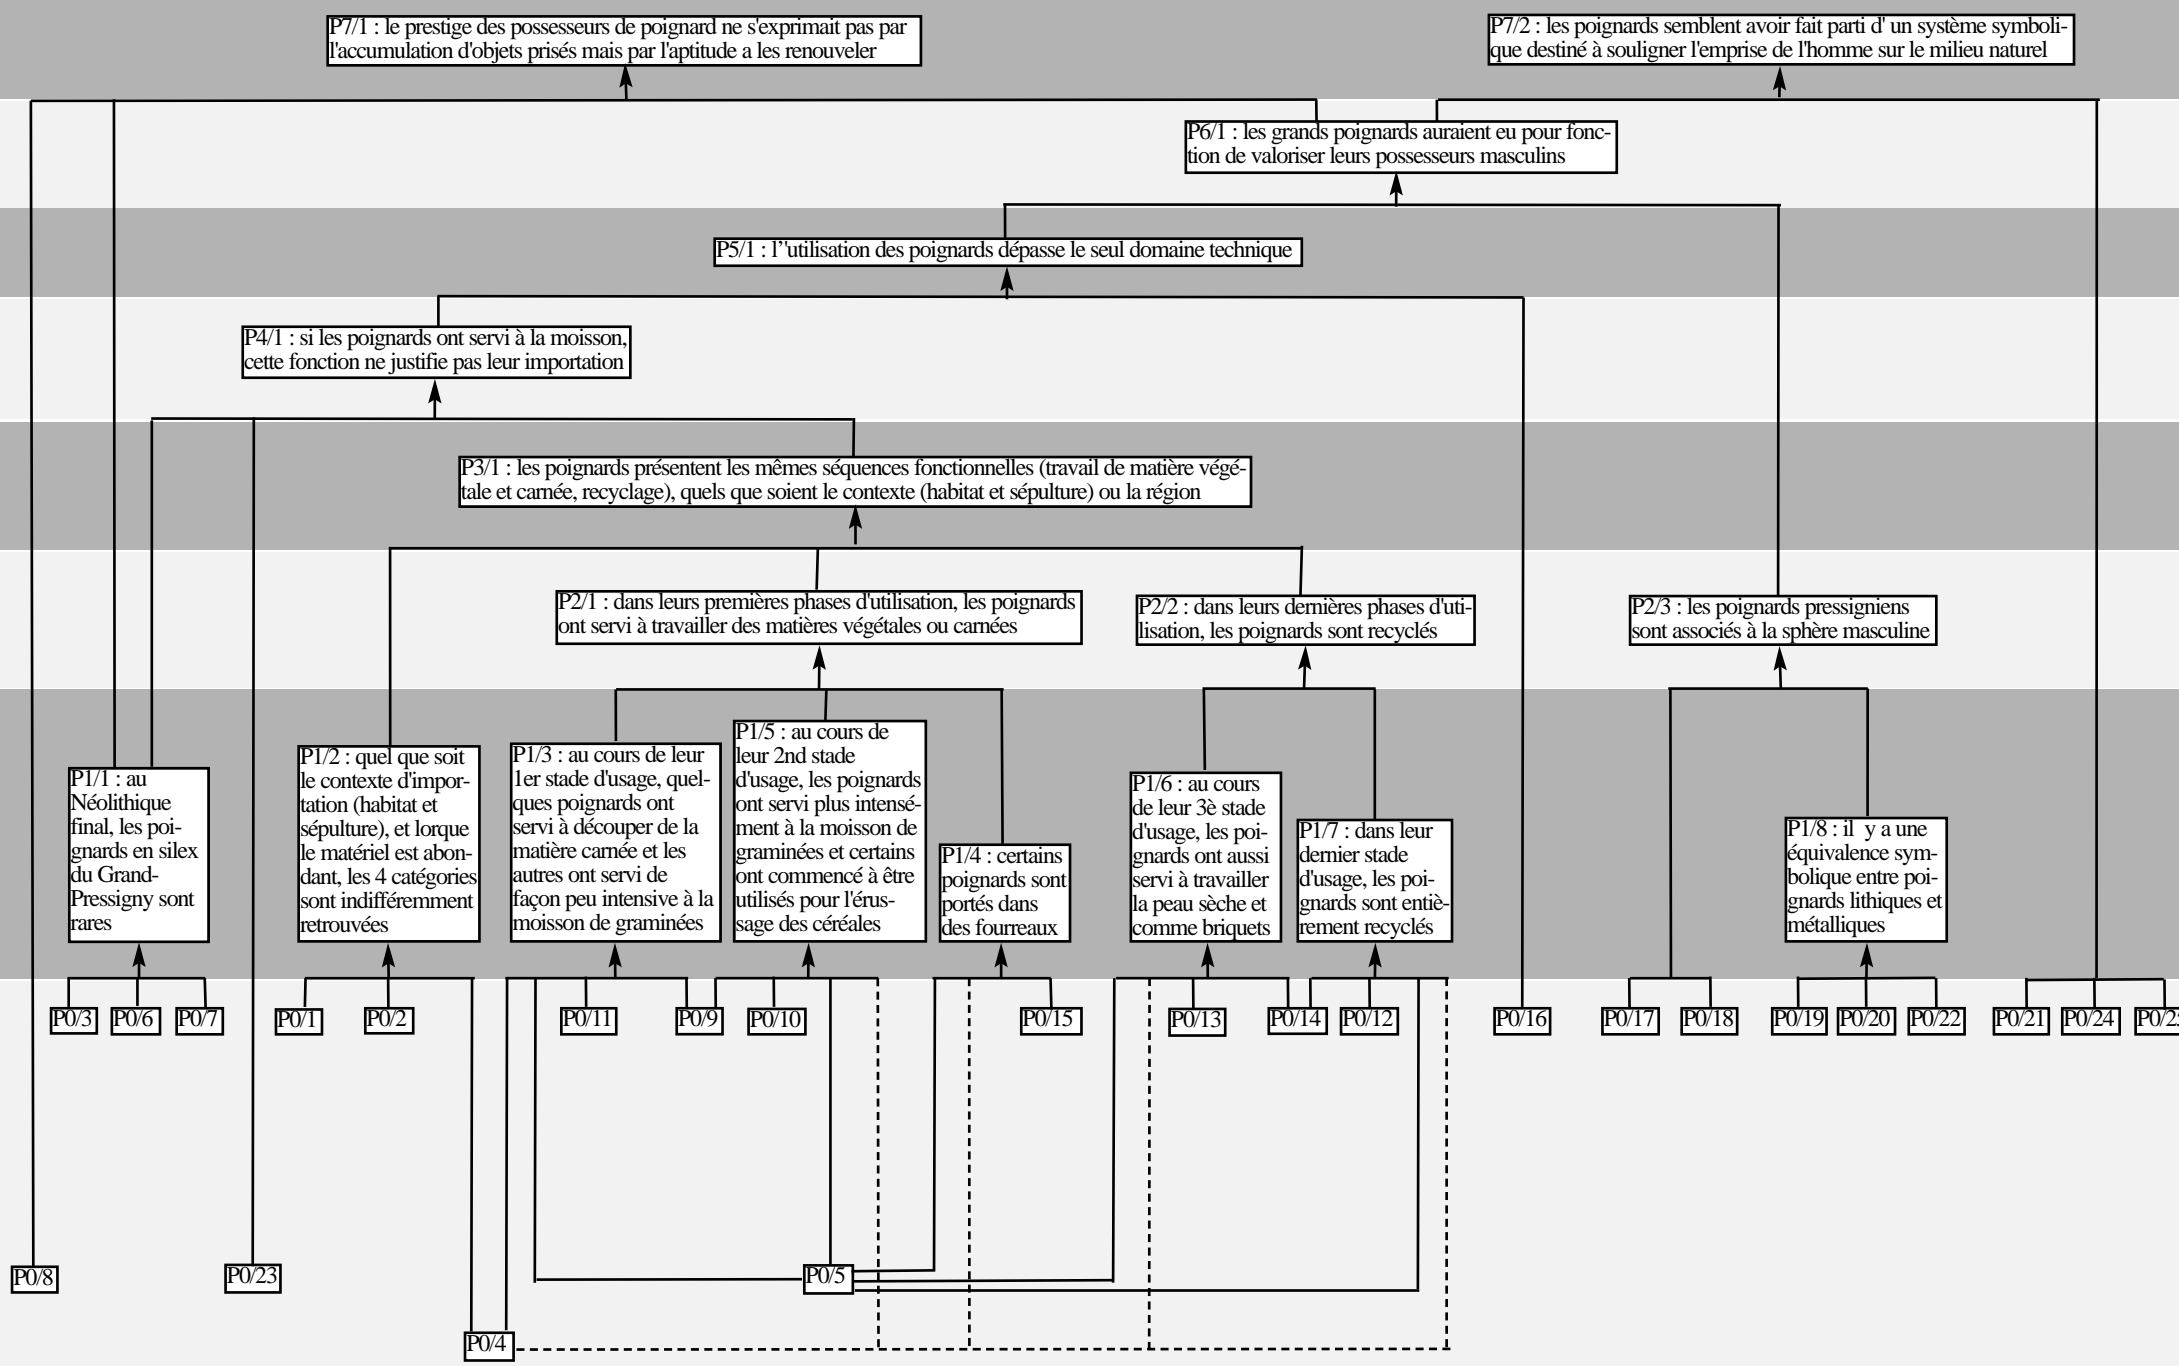 P7/1 : le prestige des possesseurs de poignard ne s'exprimait pas par
l'accumulation d'objets prisés mais par l'aptitude a les renouveler
P7/2 : les poignards semblent avoir fait parti d' un système symboli-
que destiné à souligner l'emprise de l'homme sur le milieu naturel
P6/1 : les grands poignards auraient eu pour fonc-
tion de valoriser leurs possesseurs masculins
P5/1 : l''utilisation des poignards dépasse le seul domaine technique
P4/1 : si les poignards ont servi à la moisson,
cette fonction ne justifie pas leur importation
P3/1 : les poignards présentent les mêmes séquences fonctionnelles (travail de matière végé-
tale et carnée, recyclage), quels que soient le contexte (habitat et sépulture) ou la région
P2/1 : dans leurs premières phases d'utilisation, les poignards
ont servi à travailler des matières végétales ou carnées
P2/2 : dans leurs dernières phases d'uti-
lisation, les poignards sont recyclés
P2/3 : les poignards pressigniens
sont associés à la sphère masculine
P1/1 : au
Néolithique
final, les poi-
gnards en silex
du Grand-
Pressigny sont
rares
P1/2 : quel que soit
le contexte d'impor-
tation (habitat et
sépulture), et lorque
le matériel est abon-
dant, les 4 catégories
sont indifféremment
retrouvées
P1/3 : au cours de leur
1er stade d'usage, quel-
ques poignards ont
servi à découper de la
matière carnée et les
autres ont servi de
façon peu intensive à la
moisson de graminées
P1/5 : au cours de
leur 2nd stade
d'usage, les poignards
ont servi plus intensé-
ment à la moisson de
graminées et certains
ont commencé à être
utilisés pour l'érus-
sage des céréales
P1/4 : certains
poignards sont
portés dans
des fourreaux
P1/6 : au cours
de leur 3è stade
d'usage, les poi-
gnards ont aussi
servi à travailler
la peau sèche et
comme briquets
P1/7 : dans leur
dernier stade
d'usage, les poi-
gnards sont entiè-
rement recyclés
P1/8 : il y a une
équivalence sym-
bolique entre poi-
gnards lithiques et
métalliques
P0/3
P0/6
P0/7
P0/1
P0/2
P0/11
P0/9
P0/10
P0/15
P0/13
P0/14
P0/12
P0/16
P0/17
P0/18
P0/19
P0/20
P0/22
P0/21
P0/24
P0/8
P0/23
P0/5
P0/4